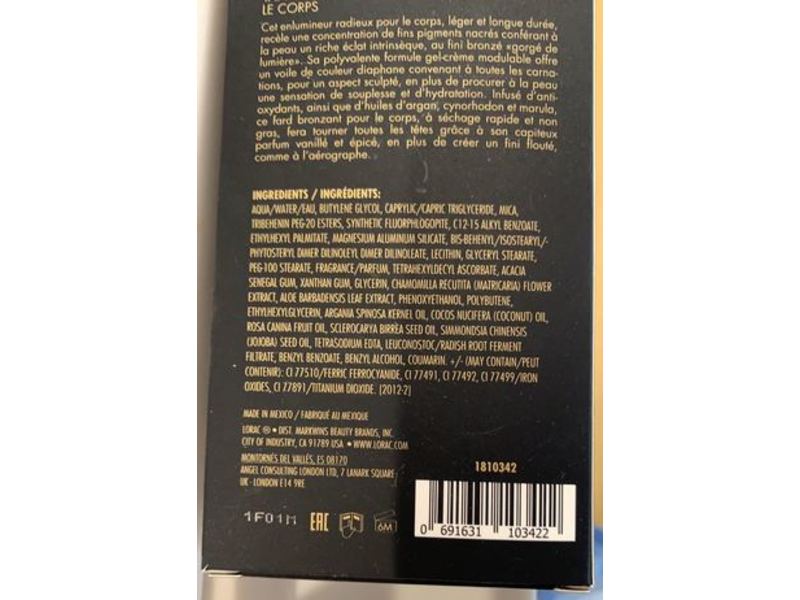 LE CORPS
Cet enlumineur radieux pour le corps, léger et longue durée,
recèle une concentration de fins pigments nacrés conférant à
la peau un riche éclat intrinsèque, au fini bronzé «gorgé de
lumière». Sa polyvalente formule gel-crème modulable offre
un voile de couleur diaphane convenant à toutes les carna-
tions, pour un aspect sculpté, en plus de procurer à la peau
une sensation de souplesse et d'hydratation. Infusé d'anti-
oxydants, ainsi que d'huiles d'argan, cynorhodon et marula,
ce fard bronzant pour le corps, à séchage rapide et non
gras, fera tourner toutes les têtes grâce à son capiteux
parfum vanillé et épicé, en plus de créer un fini flouté,
comme à l'aérographe.
INGREDIENTS / INGRÉDIENTS:
AQUA/WATER/EAU, BUTYLENE GLYCOL, CAPRYLIC/CAPRIC TRIGLYCERIDE, MICA,
TRIBEHENIN PEG-20 ESTERS, SYNTHETIC FLUORPHLOGOPITE, C12-15 ALKYL BENZOATE,
ETHYLHEXYL PALMITATE, MAGNESIUM ALUMINUM SILICATE, BIS-BEHENYL/ISOSTEARYL/-
PHYTOSTERYL DIMER DILINOLEYL DIMER DILINOLEATE, LECITHIN, GLYCERYL STEARATE,
PEG-100 STEARATE, FRAGRANCE/PARFUM, TETRAHEXYLDECYL ASCORBATE, ACACIA
SENEGAL GUM, XANTHAN GUM, GLYCERIN, CHAMOMILLA RECUTITA (MATRICARIA) FLOWER
EXTRACT, ALOE BARBADENSIS LEAF EXTRACT, PHENOXYETHANOL, POLYBUTENE,
ETHYLHEXYLGLYCERIN, ARGANIA SPINOSA KERNEL OIL, COCOS NUCIFERA (COCONUT) OIL,
ROSA CANINA FRUIT OIL, SCLEROCARYA BIRREA SEED OIL, SIMMONDSIA CHINENSIS
(JOJOBA) SEED OIL, TETRASODIUM EDTA, LEUCONOSTOC/RADISH ROOT FERMENT
FILTRATE, BENZYL BENZOATE, BENZYL ALCOHOL, COUMARIN. +/- (MAY CONTAIN/PEUT
CONTENIR): CI 77510/FERRIC FERROCYANIDE, CI 77491, CI 77492, CI 77499/IRON
OXIDES, CI 77891/TITANIUM DIOXIDE. [2012-2]
MADE IN MEXICO / FABRIQUÉ AU MEXIQUE
LORAC ® • DIST. MARKWINS BEAUTY BRANDS, INC.
CITY OF INDUSTRY, CA 91789 USA • WWW.LORAC.COM
MONTORNÉS DEL VALLÉS, ES 08170
ANGEL CONSULTING LONDON LTD, 7 LANARK SQUARE
UK - LONDON E14 9RE
1810342
1F01M EAC 6M
0 691631 103422